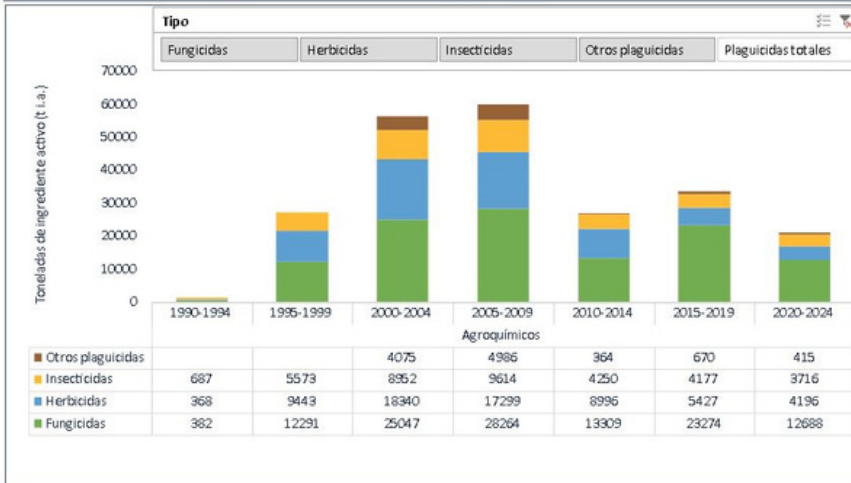 Tipo
Fungicidas Herbicidas Insecticidas Otros plaguicidas Plaguicidas totales
Toneladas de ingrediente activo (t i.a.)
70000
60000
50000
40000
30000
20000
10000
0
1990-1994 1995-1999 2000-2004 2005-2009 2010-2014 2015-2019 2020-2024
Agroquímicos
Otros plaguicidas 4075 4986 364 670 415
Insecticidas 687 5573 8952 9614 4250 4177 3716
Herbicidas 368 9443 18340 17299 8996 5427 4196
Fungicidas 382 12291 25047 28264 13309 23274 12688